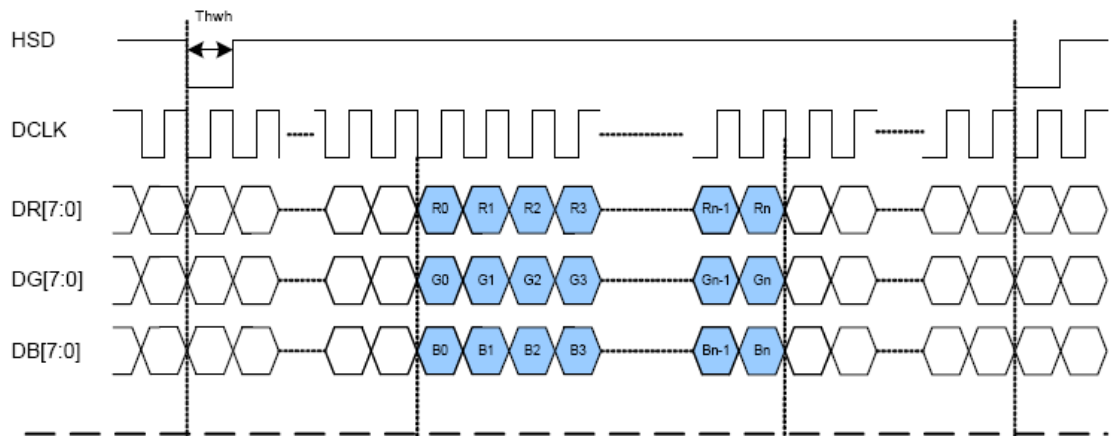 Thwh
HSD
DCLK
DR[7:0] R0 R1 R2 R3 Rn-1 Rn
DG[7:0] G0 G1 G2 G3 Gn-1 Gn
DB[7:0] B0 B1 B2 B3 Bn-1 Bn